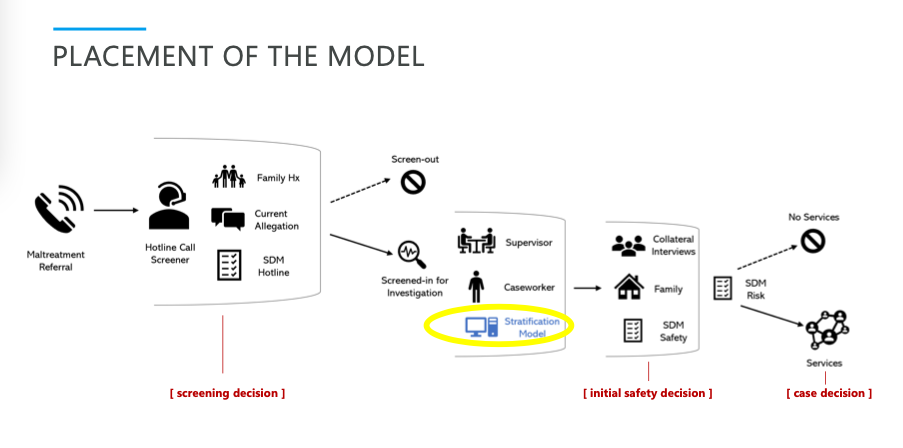 PLACEMENT OF THE MODEL
Maltreatment
Referral
Hotline Call
Screener
Family Hx
Current
Allegation
SDM
Hotline
Screen-out
Screened-in for
Investigation
Supervisor
Caseworker
Stratification
Model
Collateral
Interviews
Family
SDM
Safety
SDM
Risk
No Services
Services
[ screening decision ]
[ initial safety decision ]
[ case decision ]